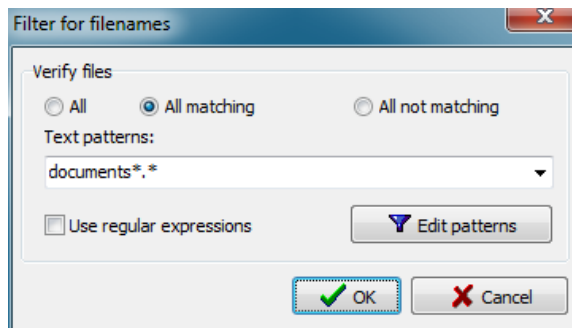 Filter for filenames
Verify files
All All matching All not matching
Text patterns:
documents*.*
Use regular expressions Edit patterns
OK Cancel